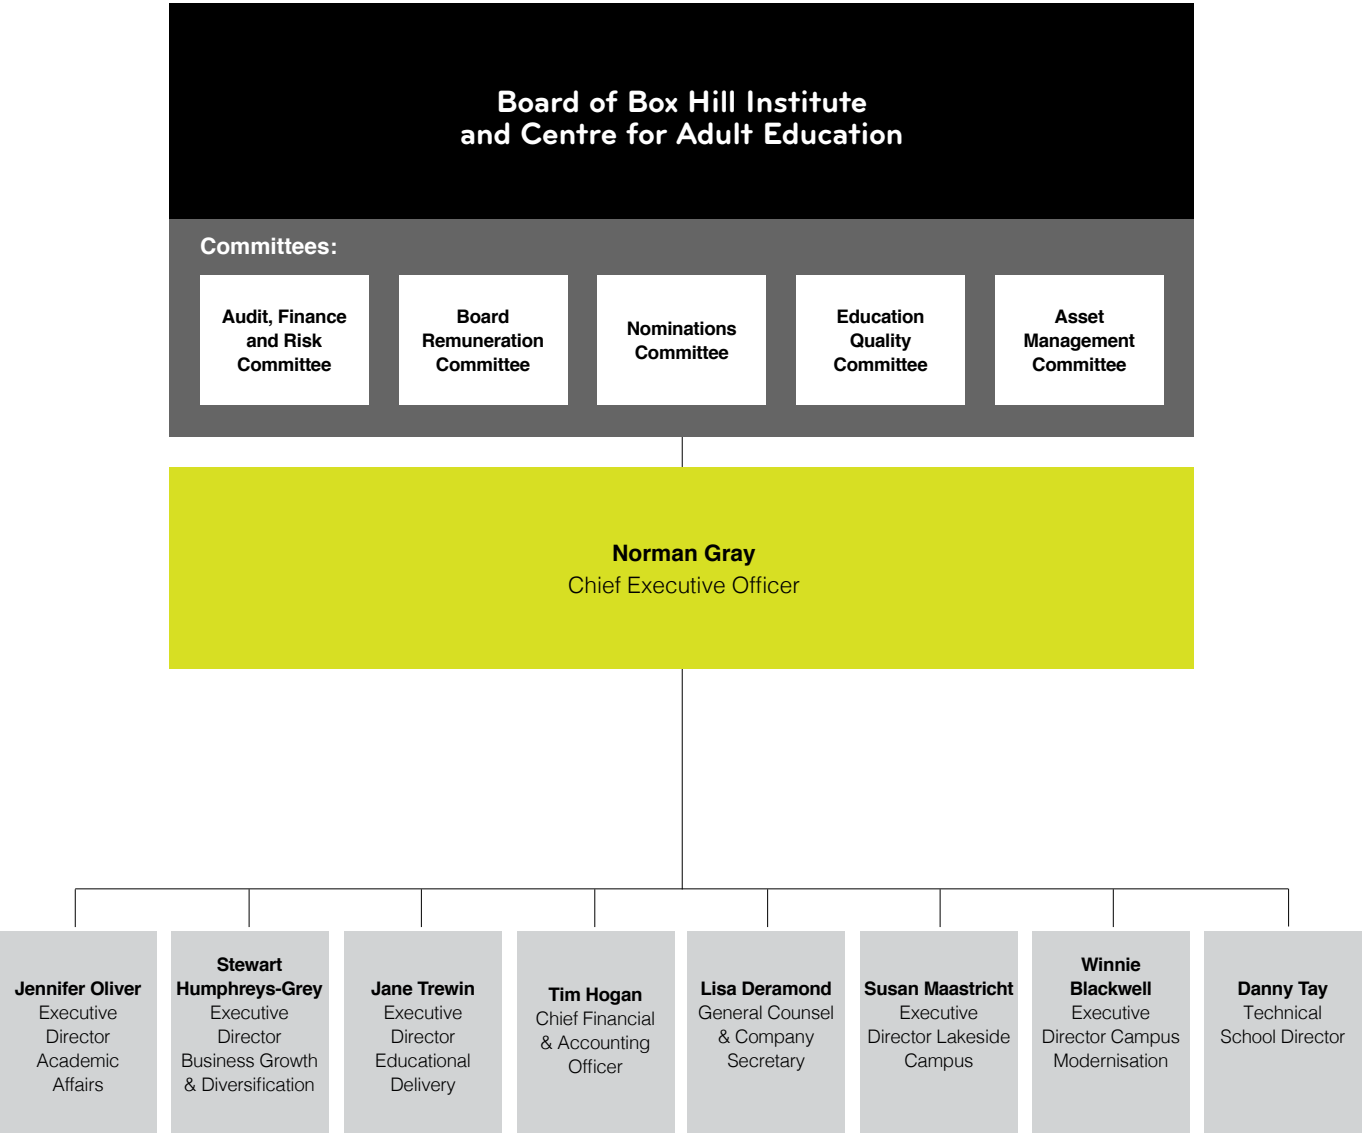 Board of Box Hill Institute
and Centre for Adult Education
Committees:
Audit, Finance
and Risk
Committee
Board
Remuneration
Committee
Nominations
Committee
Education
Quality
Committee
Asset
Management
Committee
Norman Gray
Chief Executive Officer
Jennifer Oliver
Executive
Director
Academic
Affairs
Stewart
Humphreys-Grey
Executive
Director
Business Growth
& Diversification
Jane Trewin
Executive
Director
Educational
Delivery
Tim Hogan
Chief Financial
& Accounting
Officer
Lisa Deramond
General Counsel
& Company
Secretary
Susan Maastricht
Executive
Director Lakeside
Campus
Winnie
Blackwell
Executive
Director Campus
Modernisation
Danny Tay
Technical
School Director